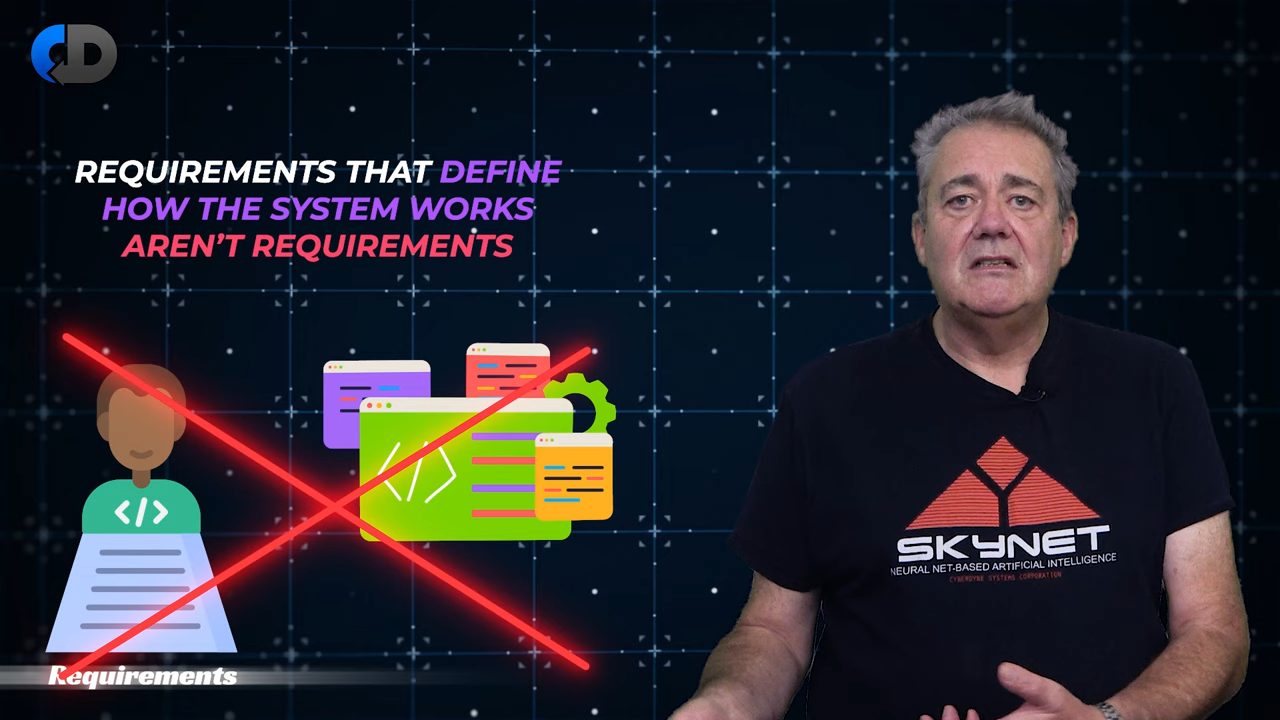 CD
REQUIREMENTS THAT DEFINE
HOW THE SYSTEM WORKS
AREN'T REQUIREMENTS
</>
</>
SKYNET
NEURAL NET-BASED ARTIFICIAL INTELLIGENCE
CYBERDYNE SYSTEMS CORPORATION
Requirements